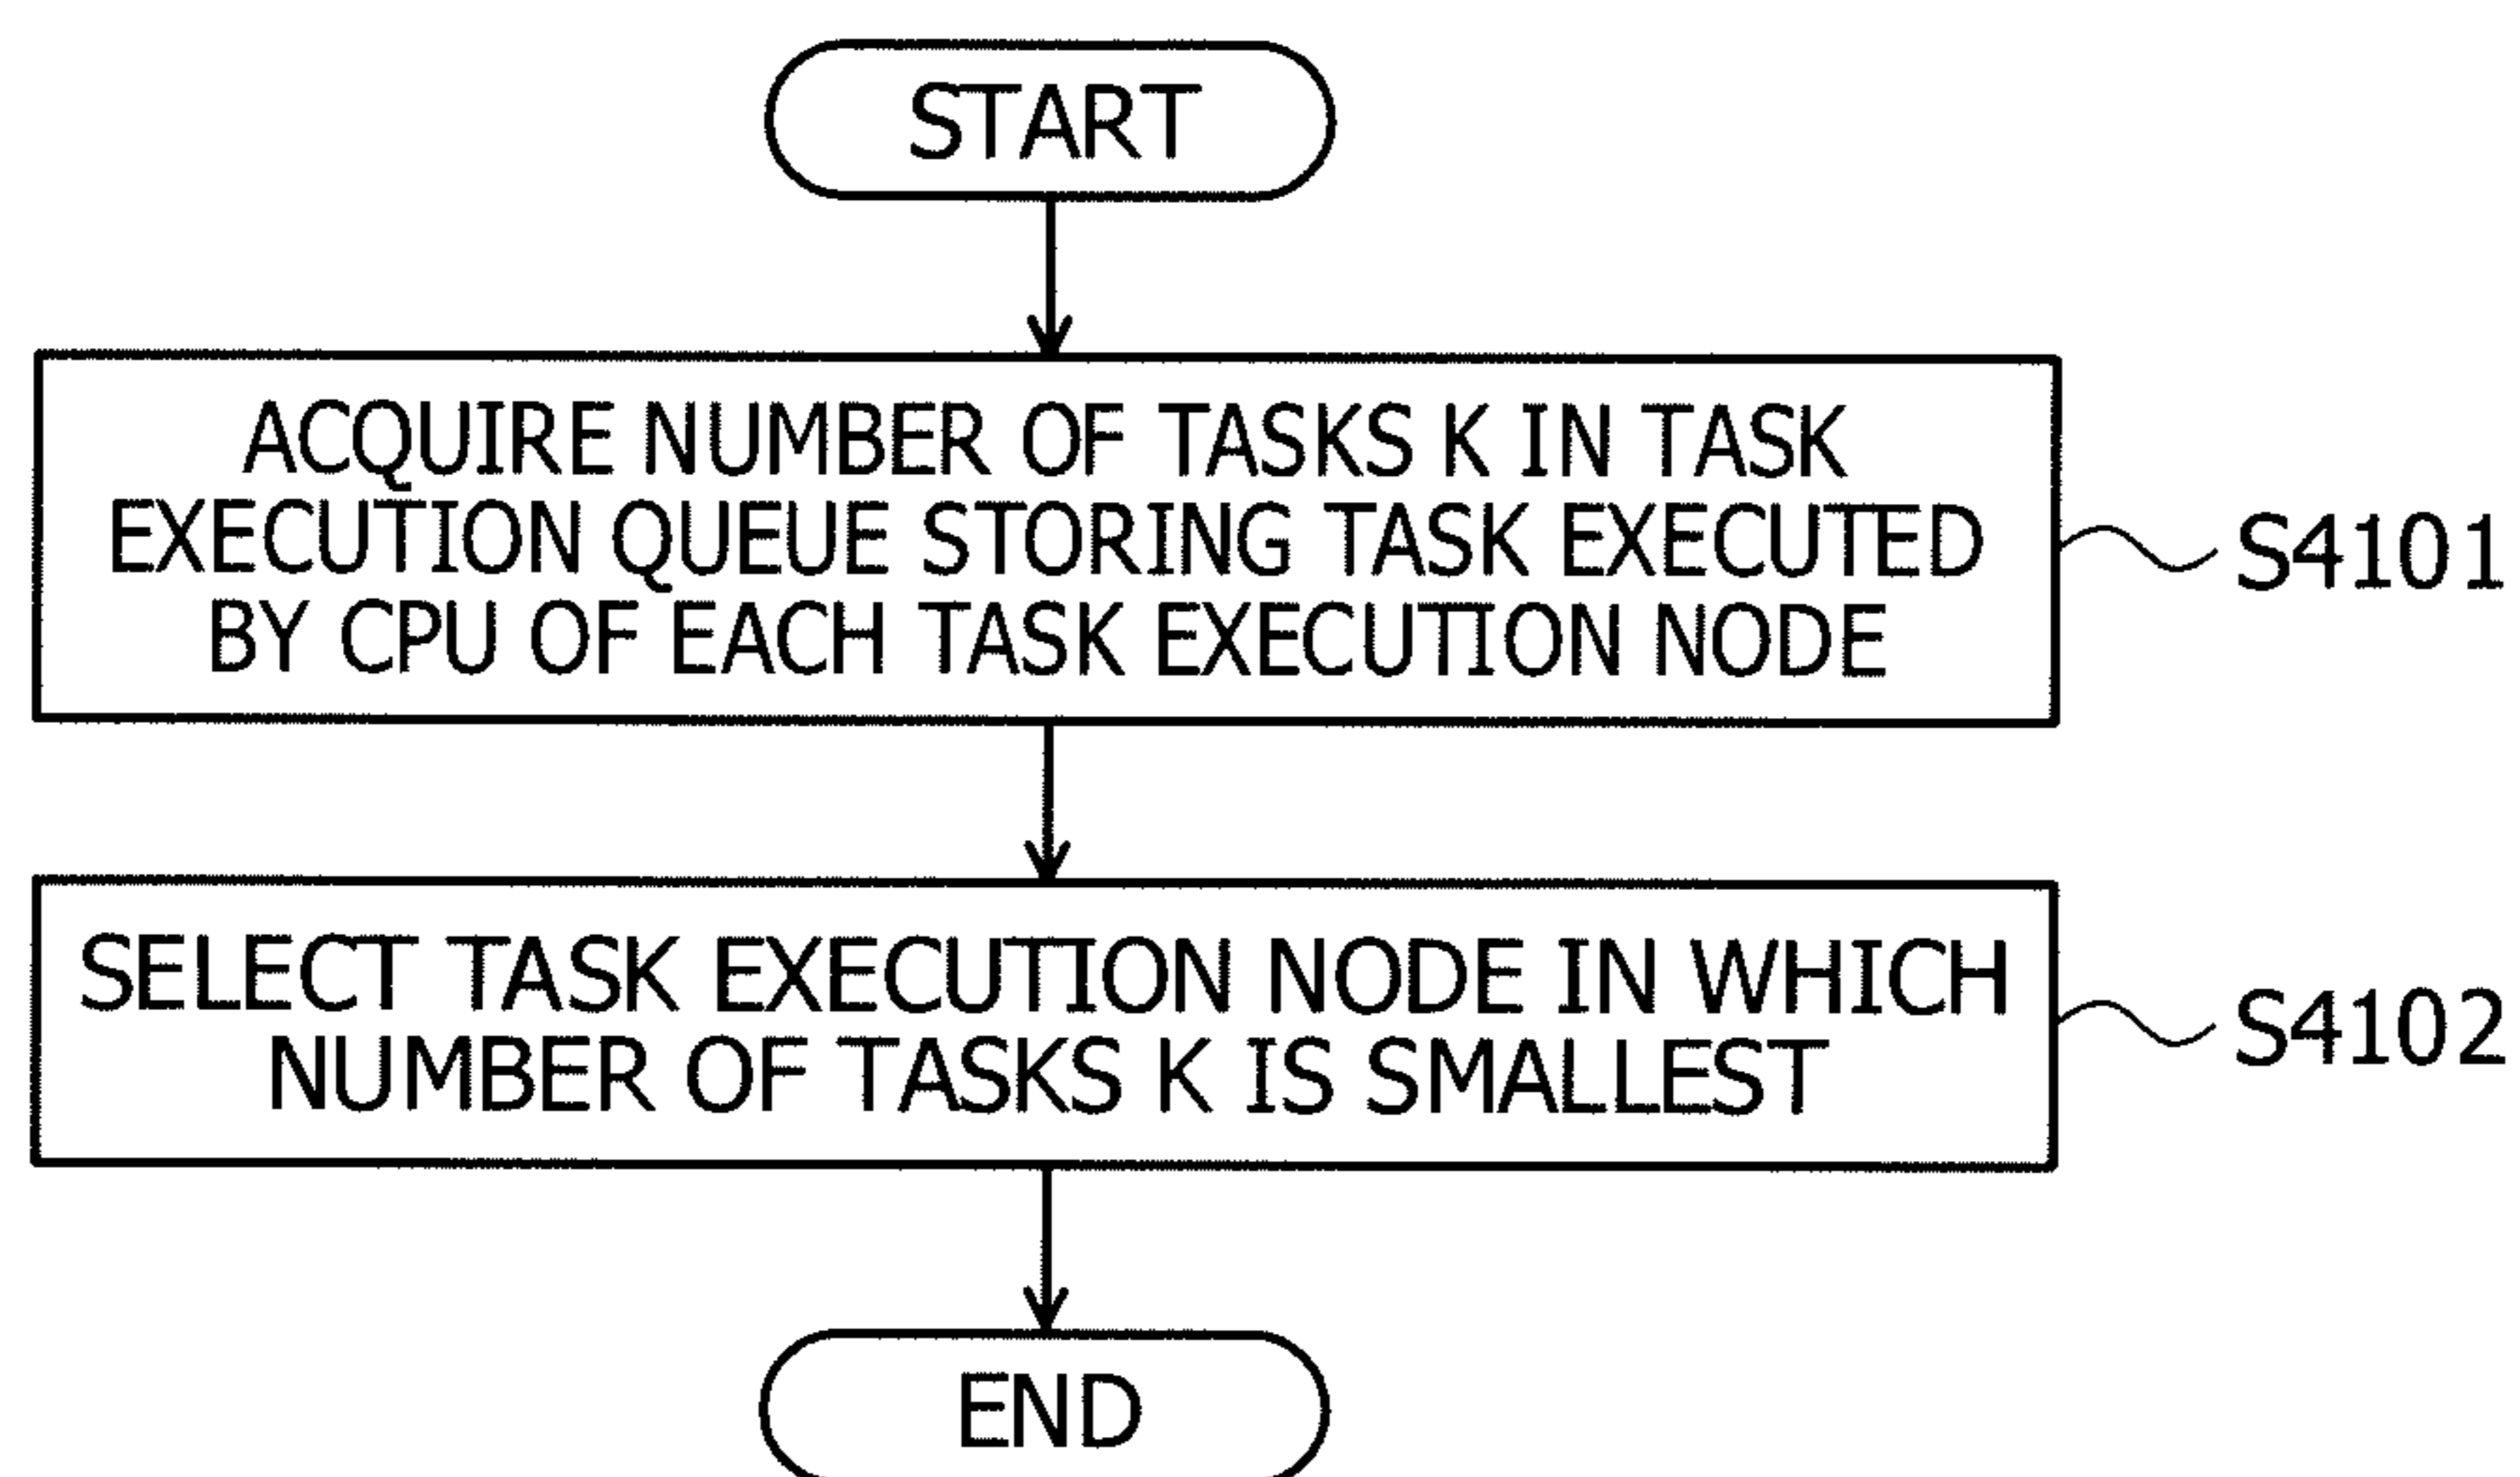 START
ACQUIRE NUMBER OF TASKS K IN TASK
EXECUTION QUEUE STORING TASK EXECUTED
BY CPU OF EACH TASK EXECUTION NODE
S4101
SELECT TASK EXECUTION NODE IN WHICH
NUMBER OF TASKS K IS SMALLEST
S4102
END